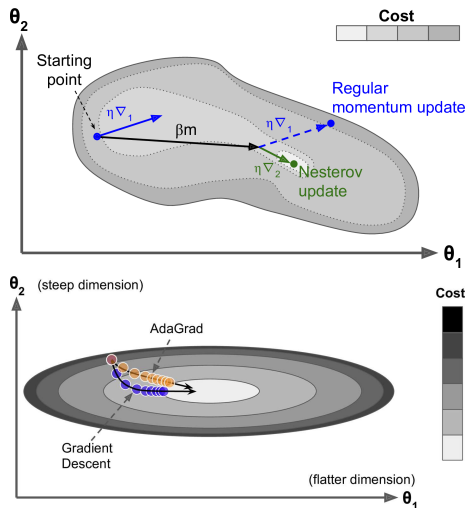 θ2
Cost
Starting
point
η∇1
βm
η∇1
Regular
momentum update
η∇2
Nesterov
update
θ1
θ2
(steep dimension)
Cost
AdaGrad
Gradient
Descent
(flatter dimension)
θ1